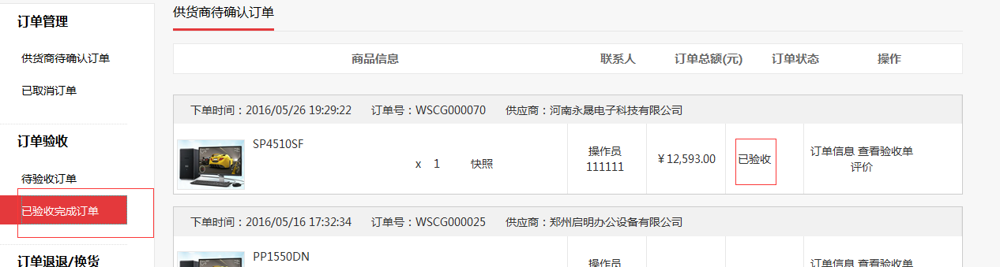 订单管理
供货商待确认订单
已取消订单
订单验收
待验收订单
已验收完成订单
订单退退/换货
供货商待确认订单
商品信息 联系人 订单总额(元) 订单状态 操作
下单时间：2016/05/26 19:29:22 订单号：WSCG000070 供应商：河南永晟电子科技有限公司
SP4510SF
x 1 快照
操作员
111111
￥12,593.00
已验收
订单信息 查看验收单
评价
下单时间：2016/05/16 17:32:34 订单号：WSCG000025 供应商：郑州启明办公设备有限公司
PP1550DN
操作员
订单信息 查看验收单